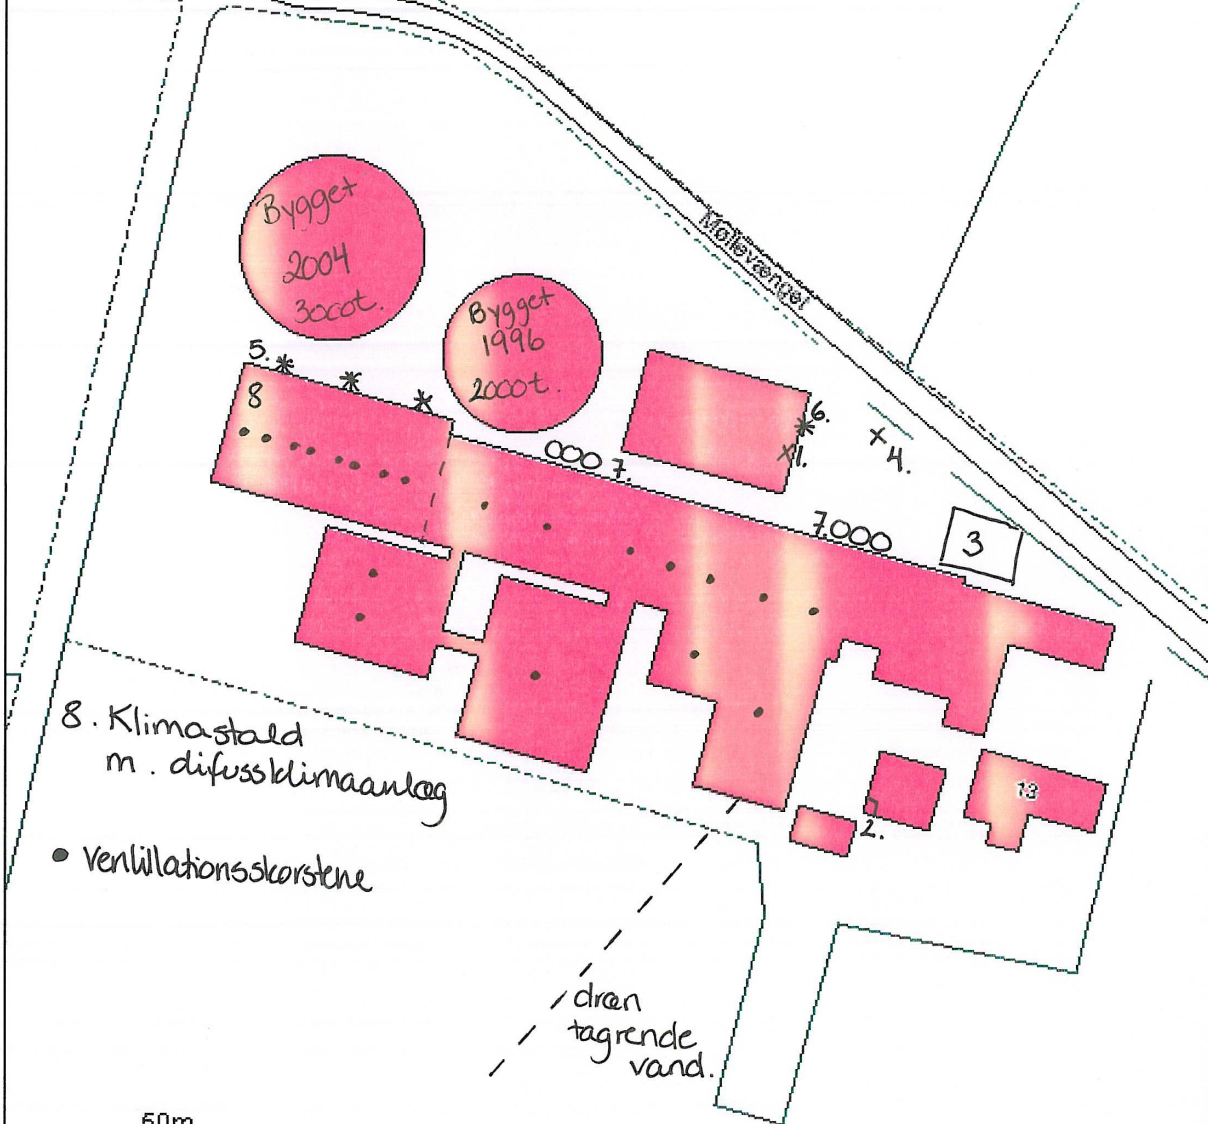 Møllevænget
Bygget
2004
3000t.
Bygget
1996
2000t.
5.
8
6.
1.
4.
000 7.
7.000
3
8. Klimastald
m. difussklimaanlæg
13
2.
• Ventillationsskorstene
dræn
tagrende
vand.
50m